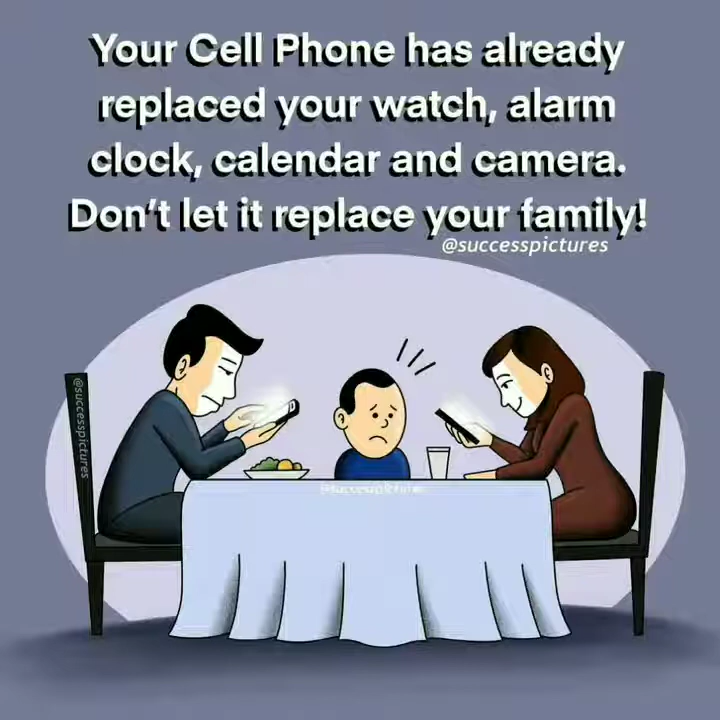 Your Cell Phone has already
replaced your watch, alarm
clock, calendar and camera.
Don't let it replace your family!
@successpictures
@successpictures
@successpictures